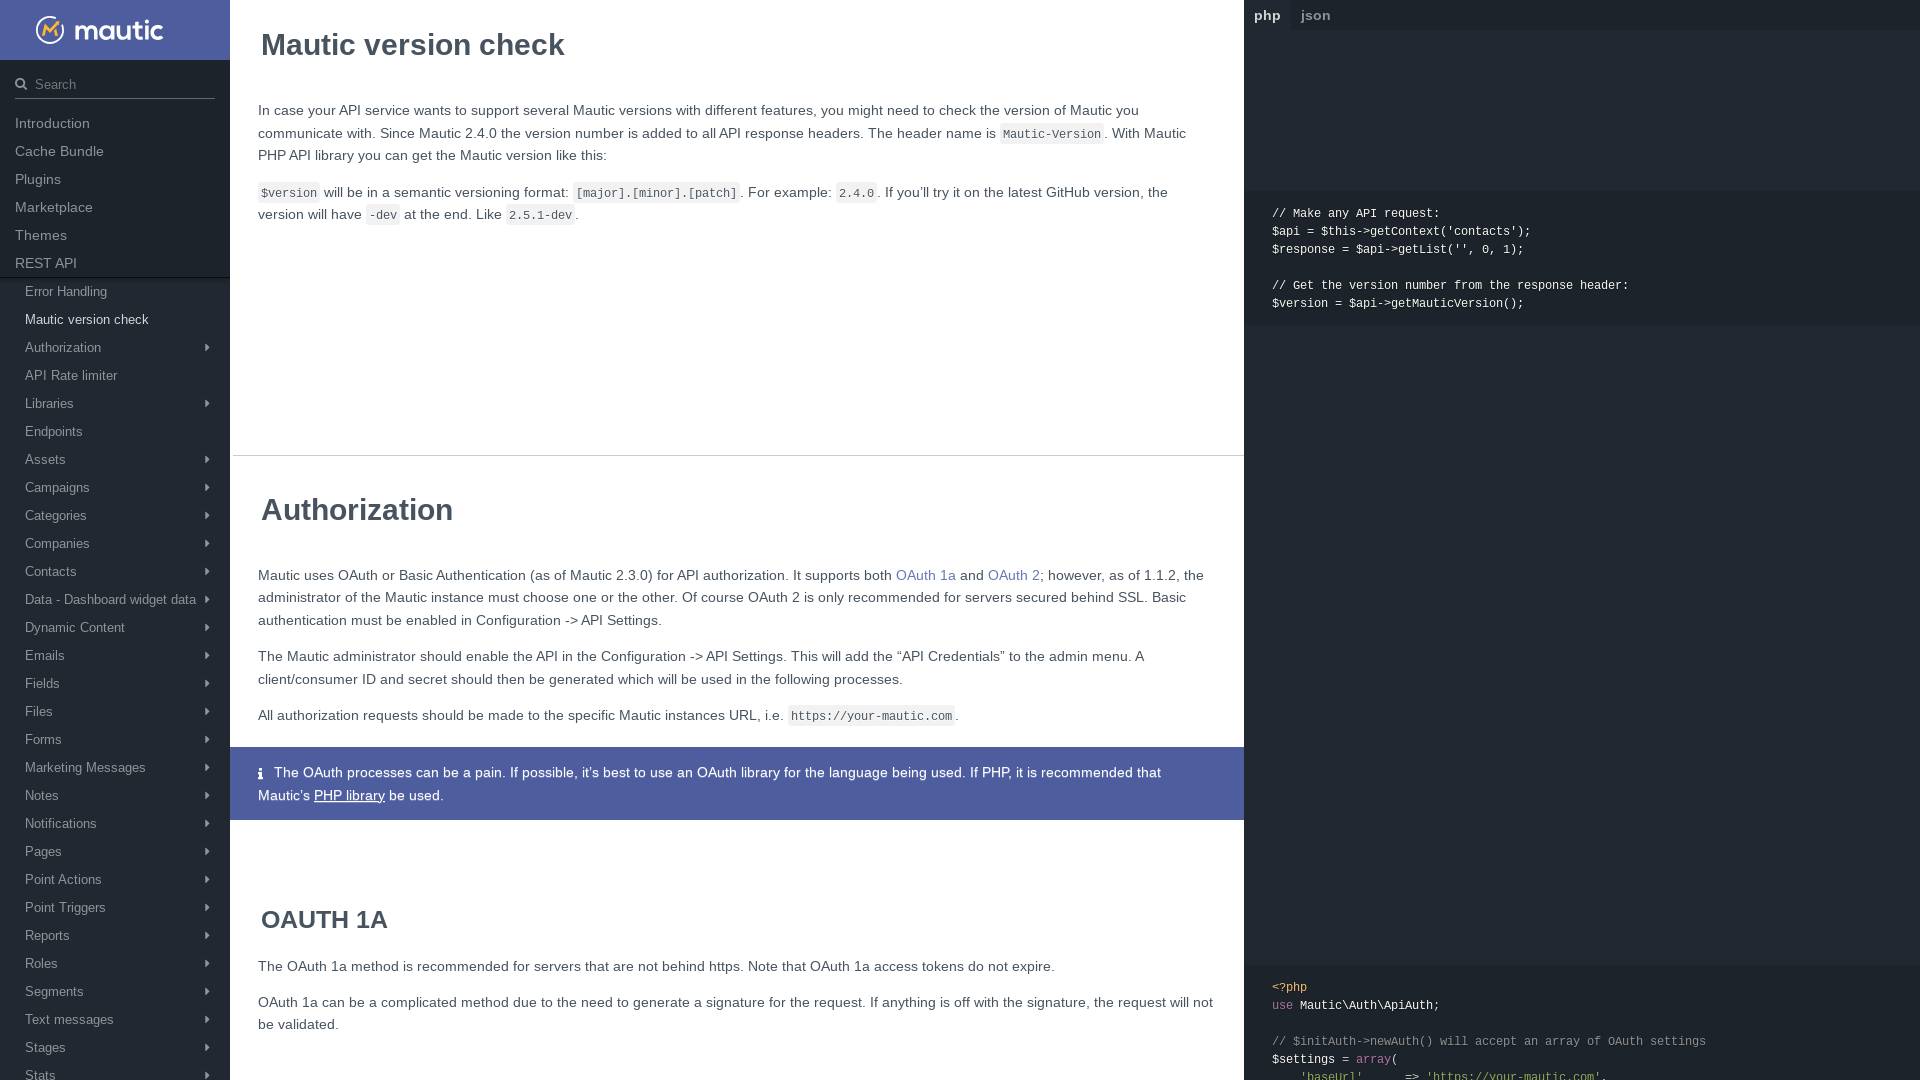 mautic
Search
Introduction
Cache Bundle
Plugins
Marketplace
Themes
REST API
Error Handling
Mautic version check
Authorization
API Rate limiter
Libraries
Endpoints
Assets
Campaigns
Categories
Companies
Contacts
Data - Dashboard widget data
Dynamic Content
Emails
Fields
Files
Forms
Marketing Messages
Notes
Notifications
Pages
Point Actions
Point Triggers
Reports
Roles
Segments
Text messages
Stages
Stats
Mautic version check
In case your API service wants to support several Mautic versions with different features, you might need to check the version of Mautic you
communicate with. Since Mautic 2.4.0 the version number is added to all API response headers. The header name is Mautic-Version. With Mautic
PHP API library you can get the Mautic version like this:
$version will be in a semantic versioning format: [major].[minor].[patch]. For example: 2.4.0. If you’ll try it on the latest GitHub version, the
version will have -dev at the end. Like 2.5.1-dev.
Authorization
Mautic uses OAuth or Basic Authentication (as of Mautic 2.3.0) for API authorization. It supports both OAuth 1a and OAuth 2; however, as of 1.1.2, the
administrator of the Mautic instance must choose one or the other. Of course OAuth 2 is only recommended for servers secured behind SSL. Basic
authentication must be enabled in Configuration -> API Settings.
The Mautic administrator should enable the API in the Configuration -> API Settings. This will add the “API Credentials” to the admin menu. A
client/consumer ID and secret should then be generated which will be used in the following processes.
All authorization requests should be made to the specific Mautic instances URL, i.e. https://your-mautic.com.
The OAuth processes can be a pain. If possible, it’s best to use an OAuth library for the language being used. If PHP, it is recommended that
Mautic’s PHP library be used.
OAUTH 1A
The OAuth 1a method is recommended for servers that are not behind https. Note that OAuth 1a access tokens do not expire.
OAuth 1a can be a complicated method due to the need to generate a signature for the request. If anything is off with the signature, the request will not
be validated.
php json
// Make any API request:
$api = $this->getContext('contacts');
$response = $api->getList('', 0, 1);
// Get the version number from the response header:
$version = $api->getMauticVersion();
<?php
use Mautic\Auth\ApiAuth;
// $initAuth->newAuth() will accept an array of OAuth settings
$settings = array(
'baseUrl' => 'https://your-mautic.com',